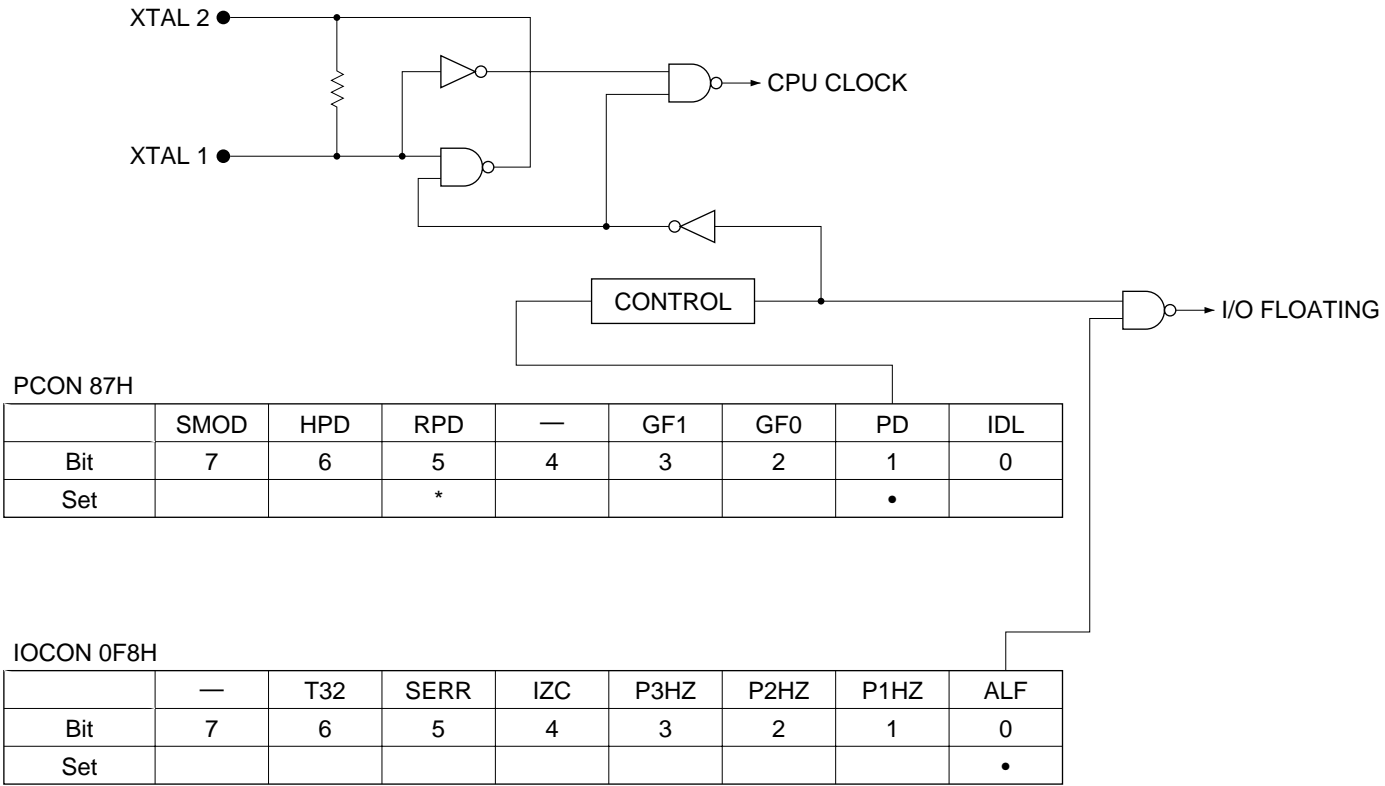 XTAL 2
CPU CLOCK
XTAL 1
CONTROL
I/O FLOATING
PCON 87H
SMOD HPD RPD — GF1 GF0 PD IDL
Bit 7 6 5 4 3 2 1 0
Set * •
IOCON 0F8H
— T32 SERR IZC P3HZ P2HZ P1HZ ALF
Bit 7 6 5 4 3 2 1 0
Set •